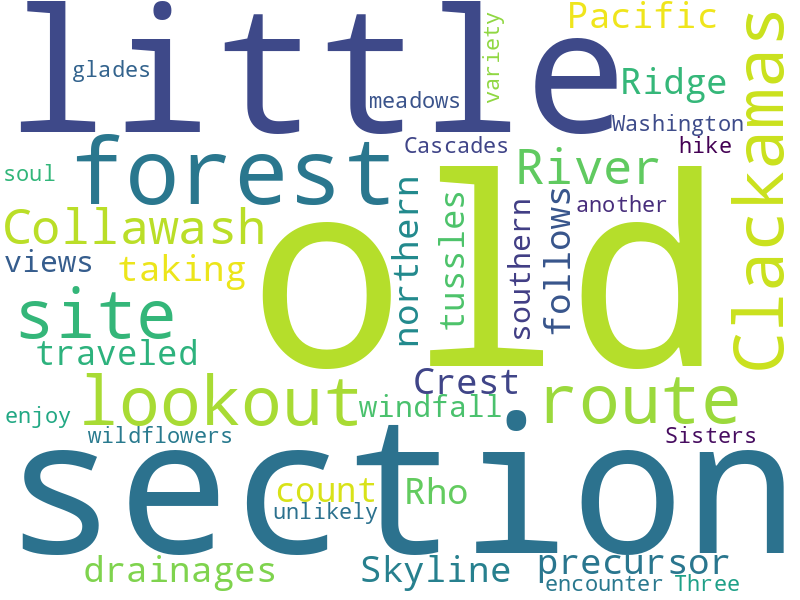 little
Pacific
Clackamas
variety
glades
Ridge
meadows
Washington
forest
Cascades
hike
River
soul
old
northern
tussles
southern
follows
another
Collawash
views
taking
site
traveled
Crest
lookout
windfall
route
enjoy
wildflowers
Sisters
section
count
Rho
unlikely
drainages
Skyline
precursor
encounter
Three